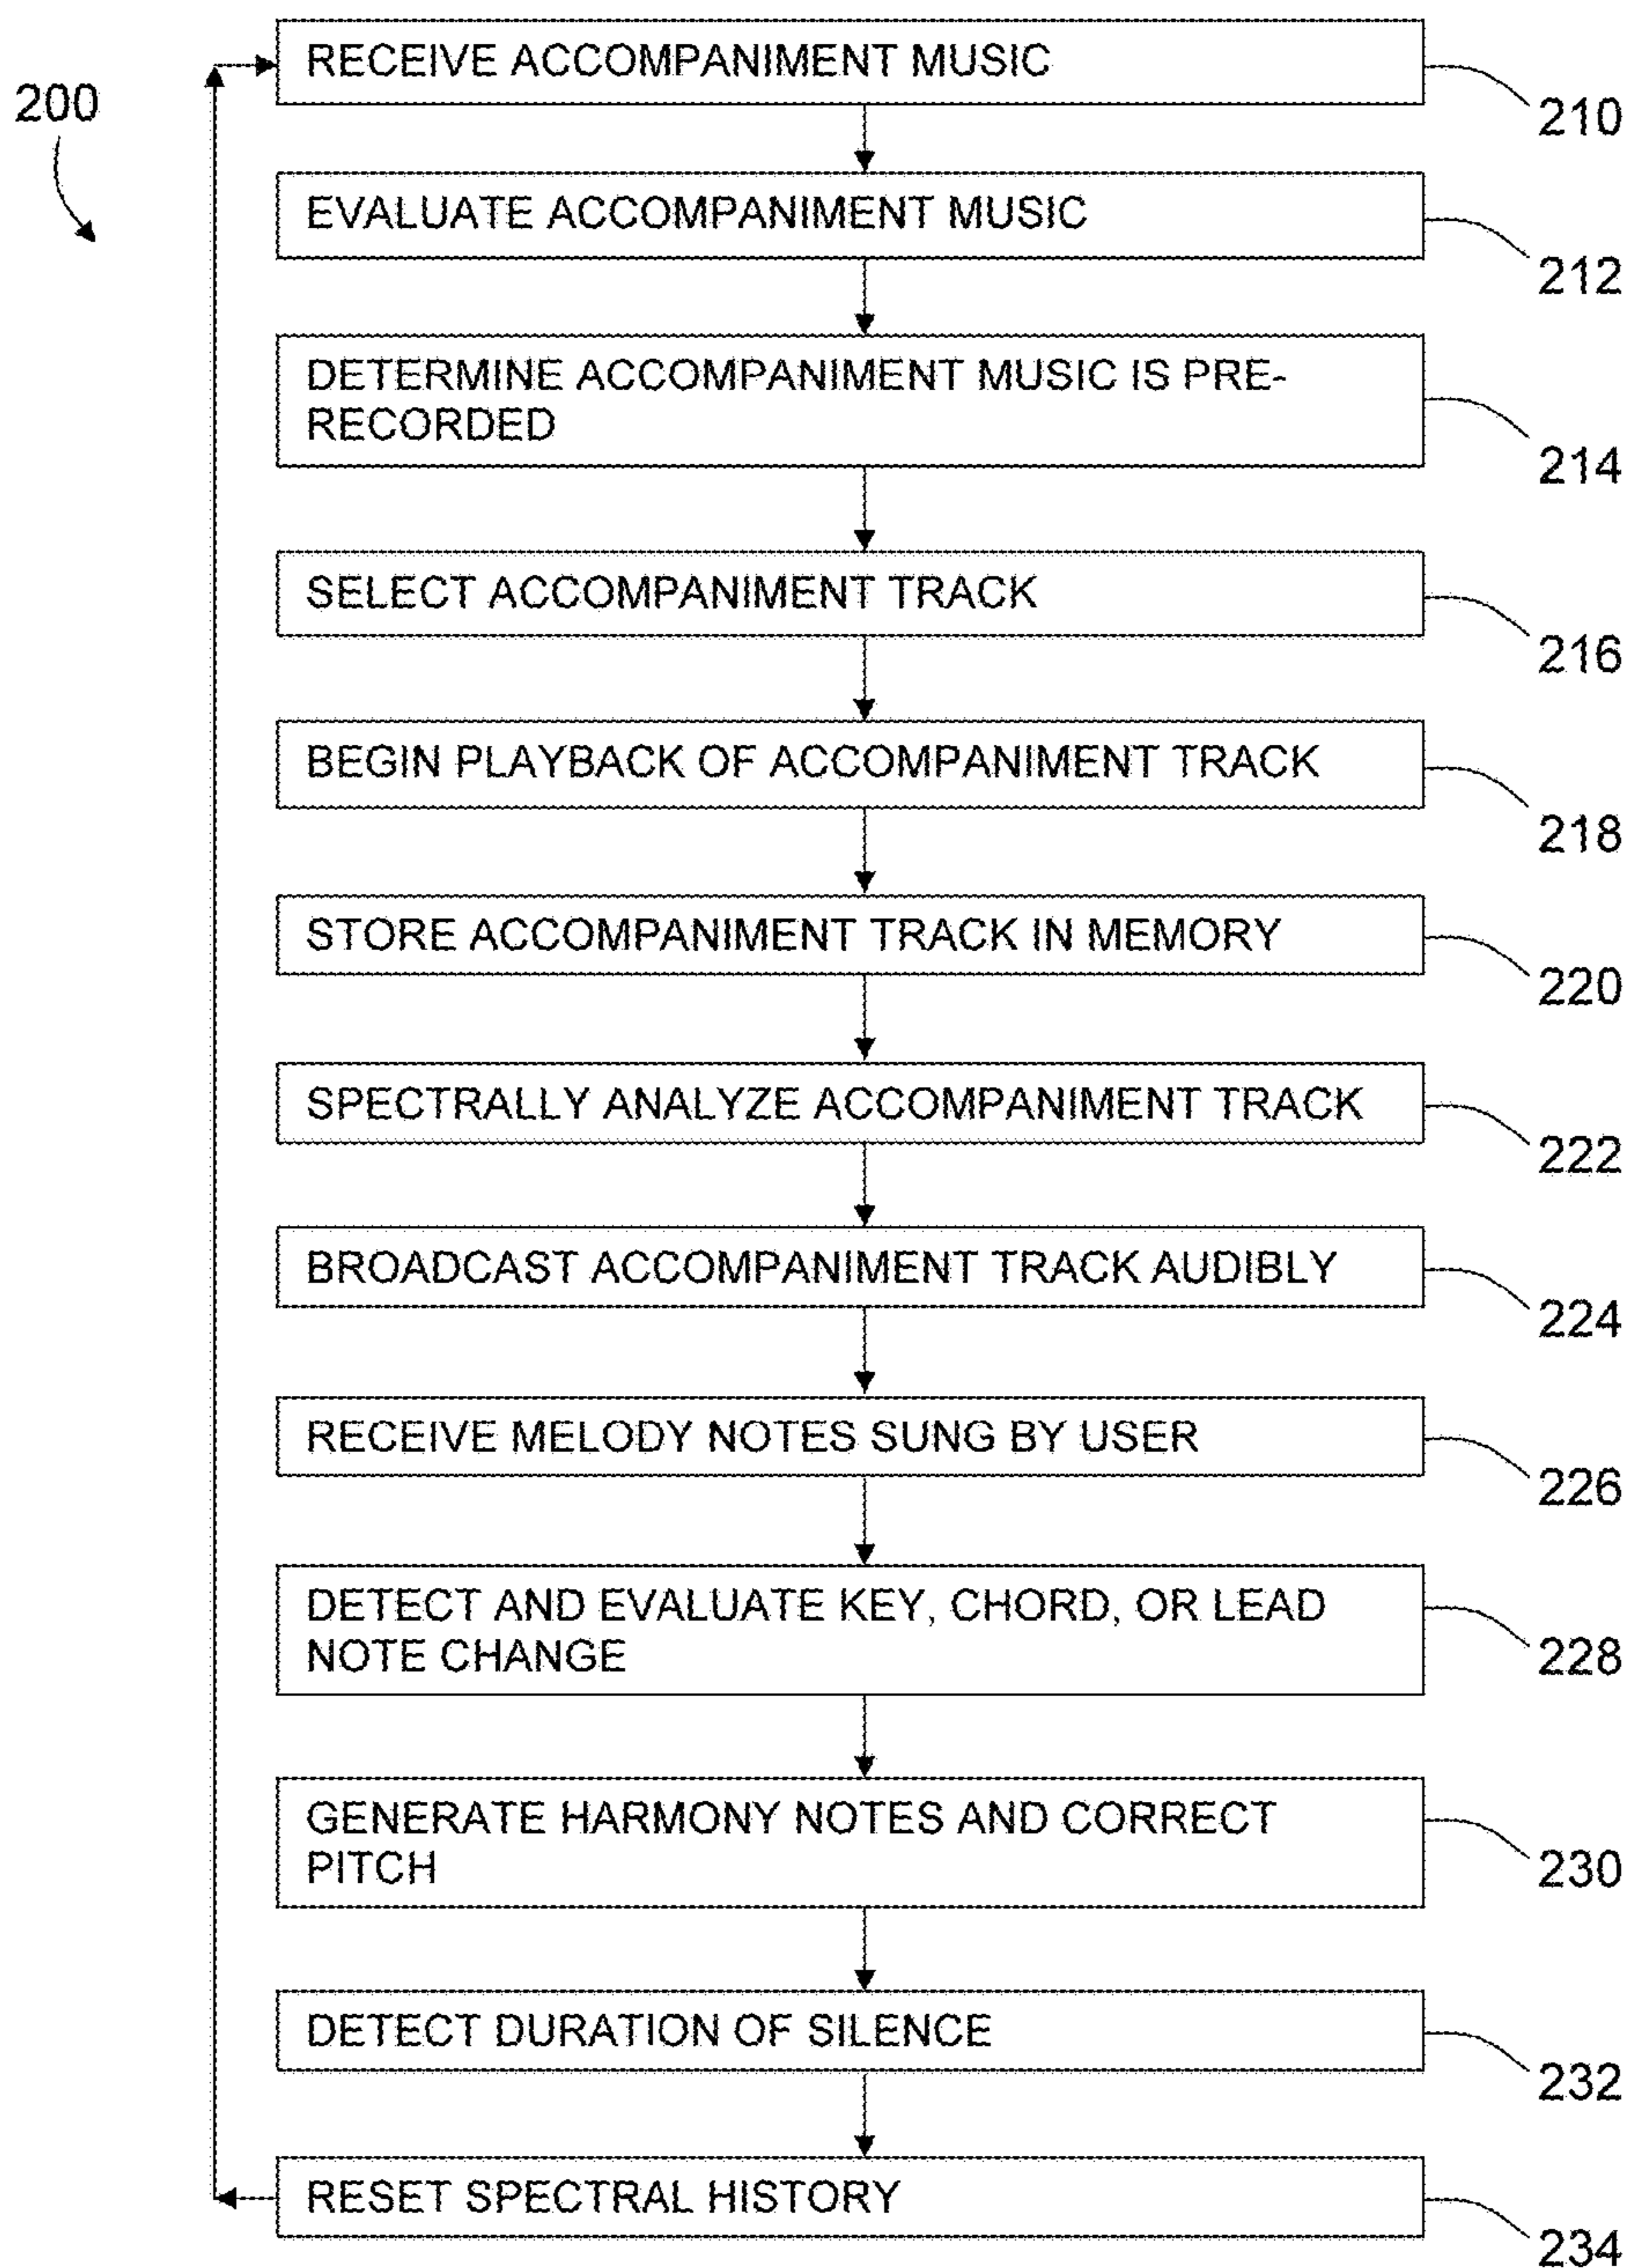 RECEIVE ACCOMPANIMENT MUSIC
200
210
EVALUATE ACCOMPANIMENT MUSIC
212
DETERMINE ACCOMPANIMENT MUSIC IS PRE-
RECORDED
214
SELECT ACCOMPANIMENT TRACK
216
BEGIN PLAYBACK OF ACCOMPANIMENT TRACK
218
STORE ACCOMPANIMENT TRACK IN MEMORY
220
SPECTRALLY ANALYZE ACCOMPANIMENT TRACK
222
BROADCAST ACCOMPANIMENT TRACK AUDIBLY
224
RECEIVE MELODY NOTES SUNG BY USER
226
DETECT AND EVALUATE KEY, CHORD, OR LEAD
NOTE CHANGE
228
GENERATE HARMONY NOTES AND CORRECT
PITCH
230
DETECT DURATION OF SILENCE
232
RESET SPECTRAL HISTORY
234